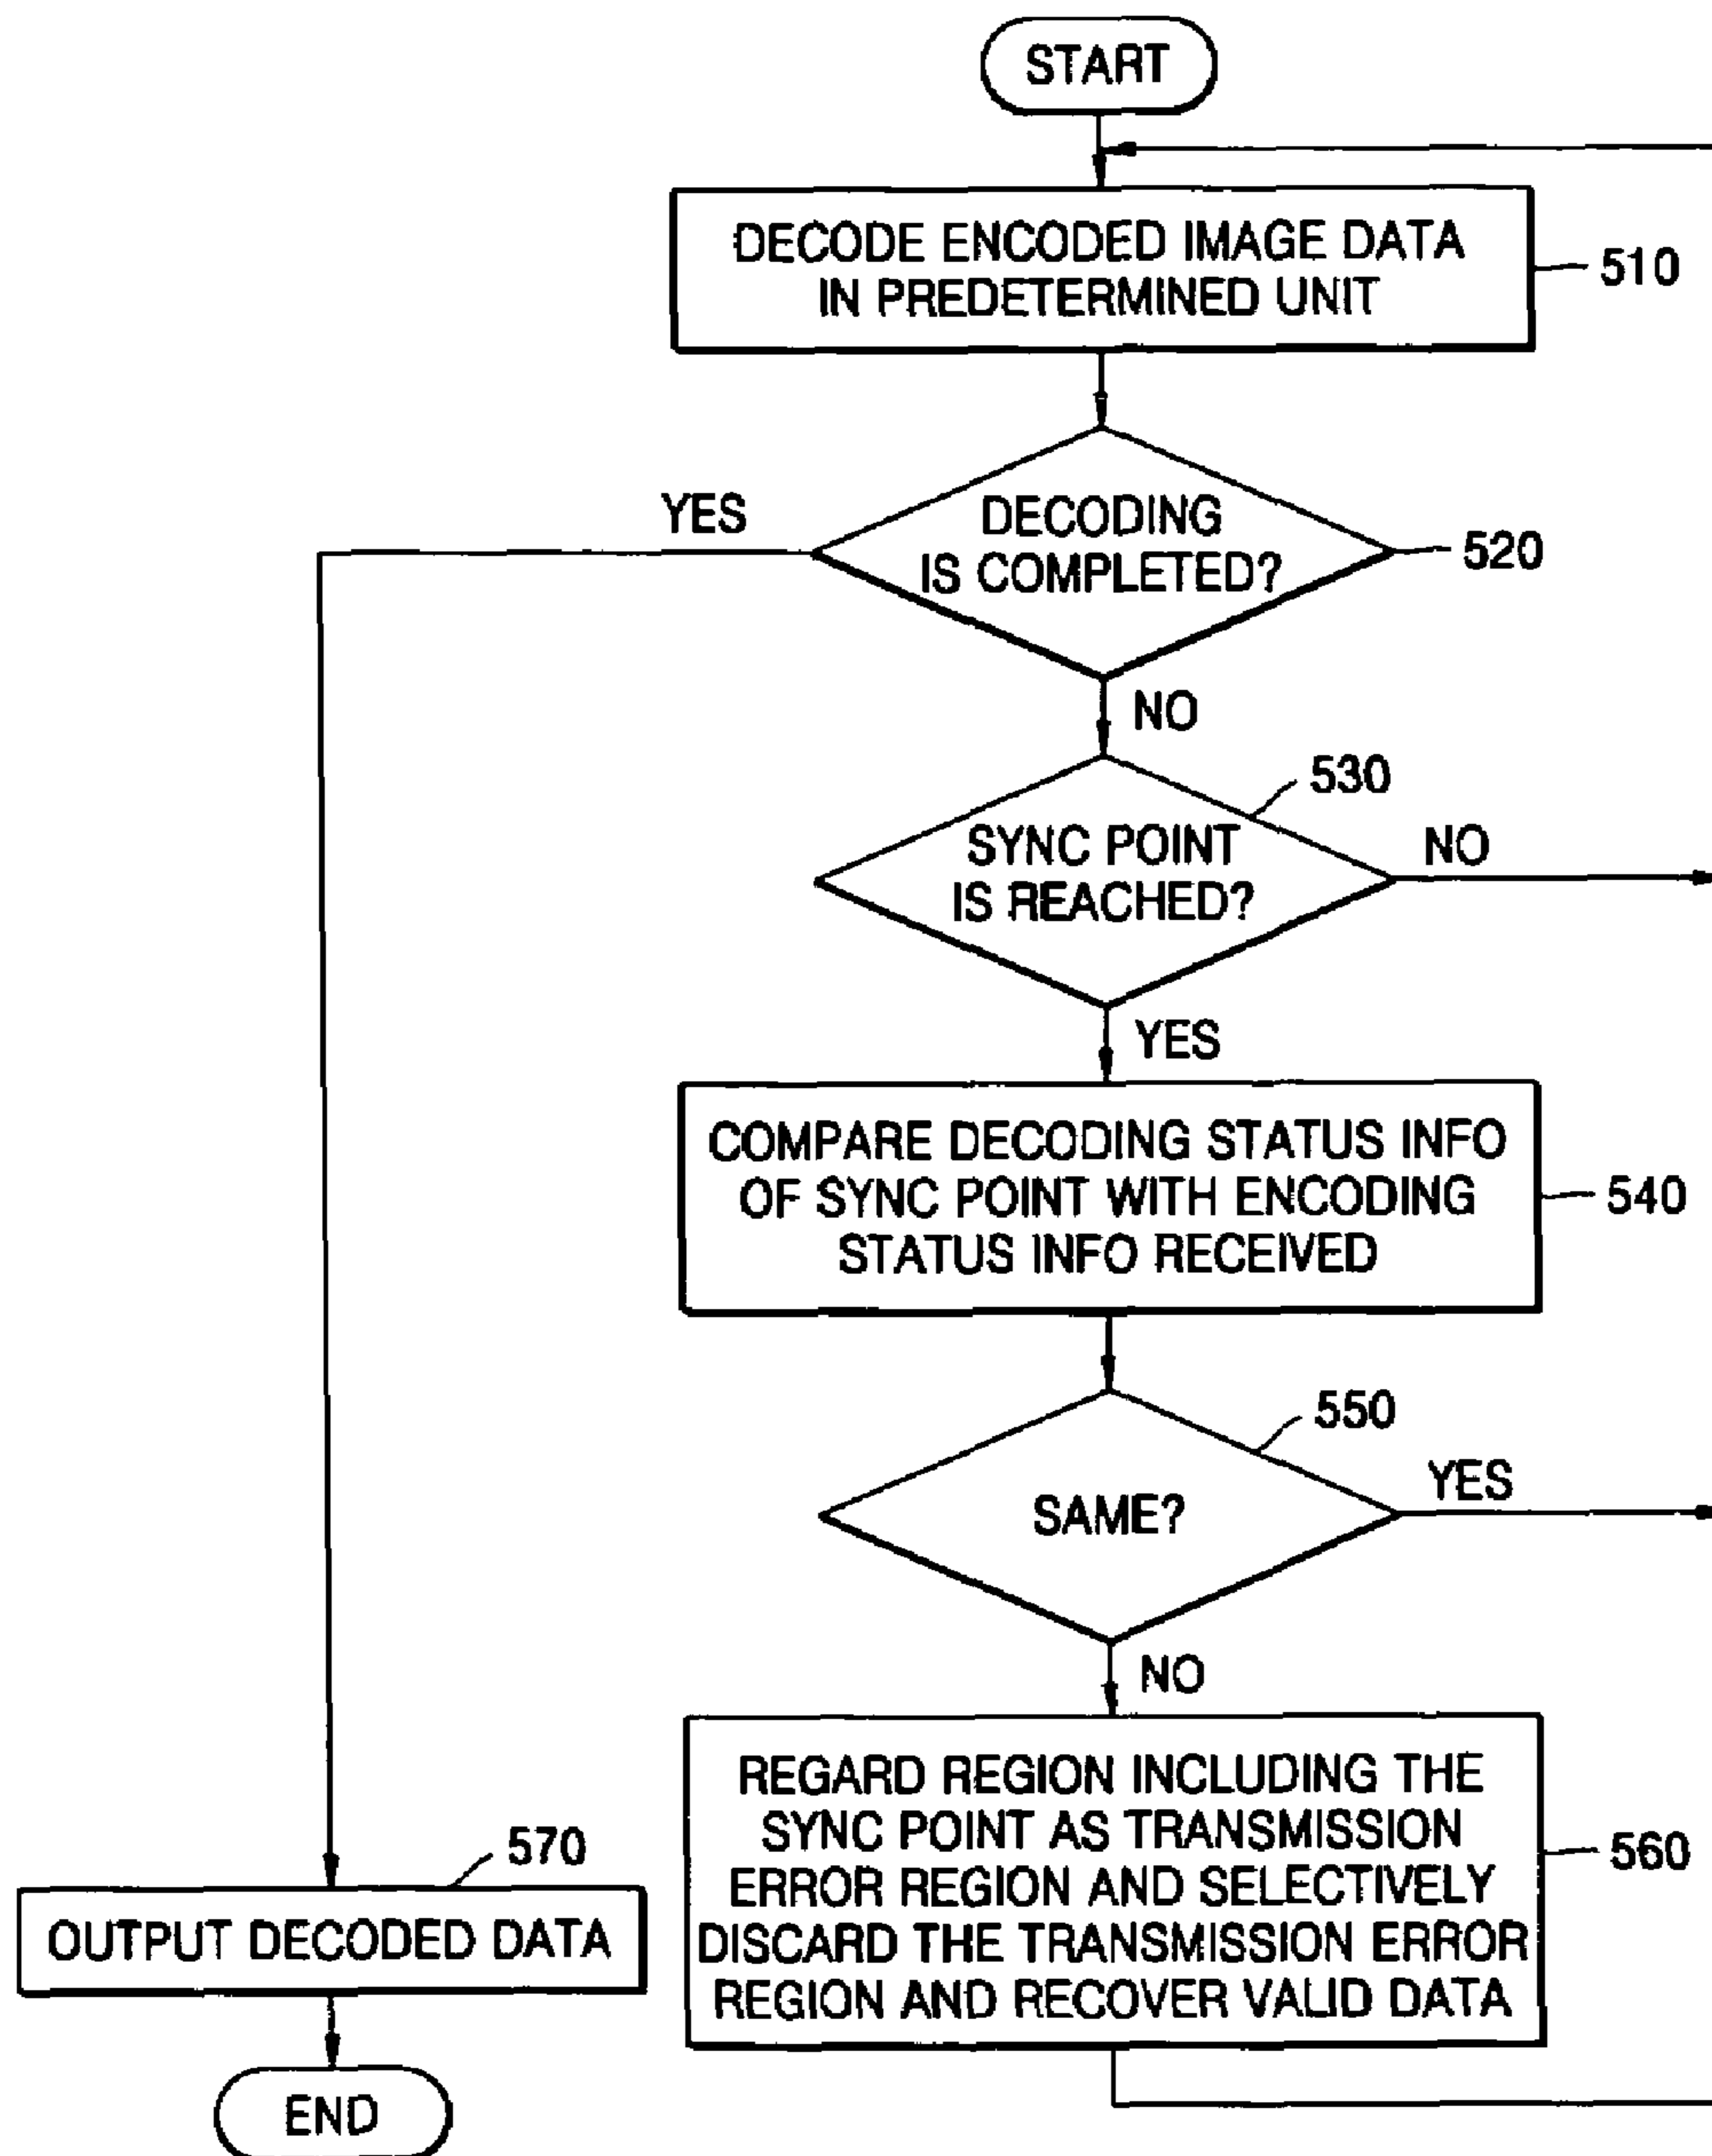 START
DECODE ENCODED IMAGE DATA
IN PREDETERMINED UNIT
510
YES
DECODING
IS COMPLETED?
520
NO
530
SYNC POINT
IS REACHED?
NO
YES
COMPARE DECODING STATUS INFO
OF SYNC POINT WITH ENCODING
STATUS INFO RECEIVED
540
550
SAME?
YES
NO
REGARD REGION INCLUDING THE
SYNC POINT AS TRANSMISSION
ERROR REGION AND SELECTIVELY
DISCARD THE TRANSMISSION ERROR
REGION AND RECOVER VALID DATA
560
570
OUTPUT DECODED DATA
END